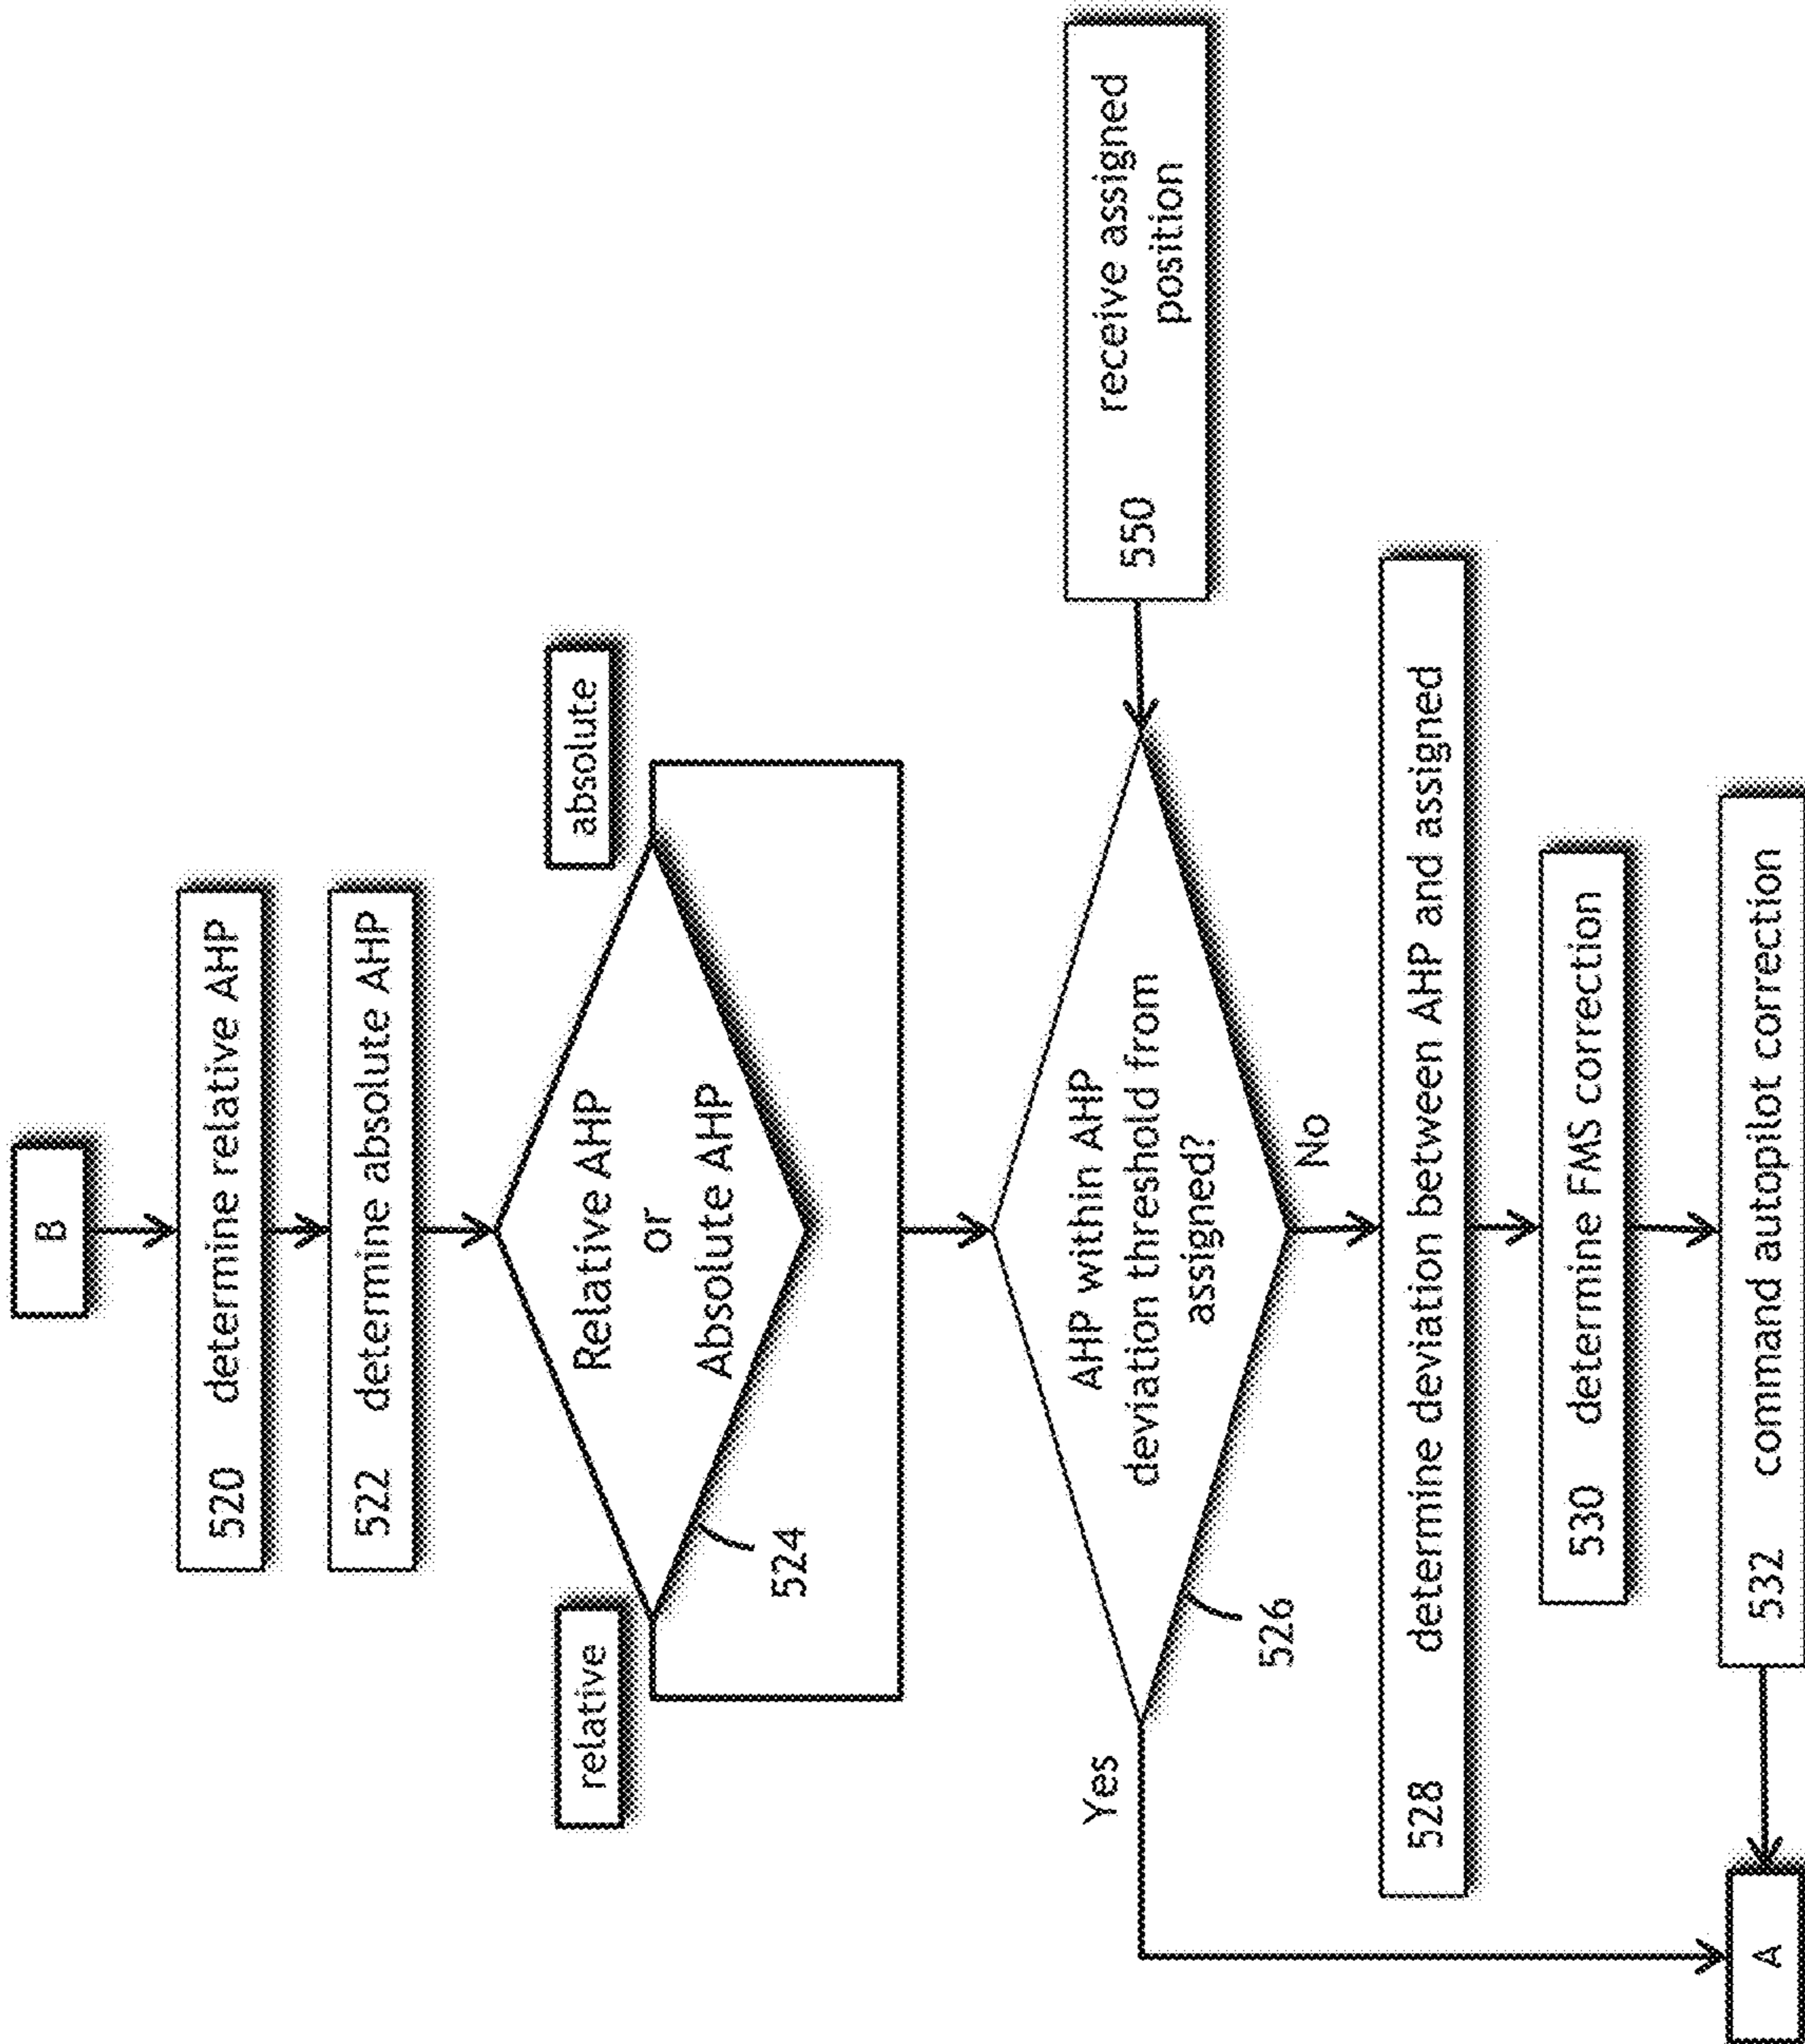 B
520 determine relative AHP
522 determine absolute AHP
relative
absolute
Relative AHP
or
Absolute AHP
524
Yes
AHP within AHP
deviation threshold from
assigned?
526
No
550 receive assigned
position
528 determine deviation between AHP and assigned
530 determine FMS correction
532 command autopilot correction
A